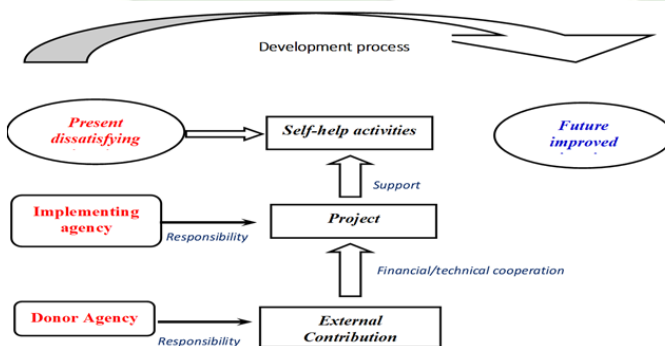 Development process
Present
dissatisfying
Self-help activities
Future
improved
Support
Implementing
agency
Responsibility
Project
Financial/technical cooperation
Donor Agency
Responsibility
External
Contribution